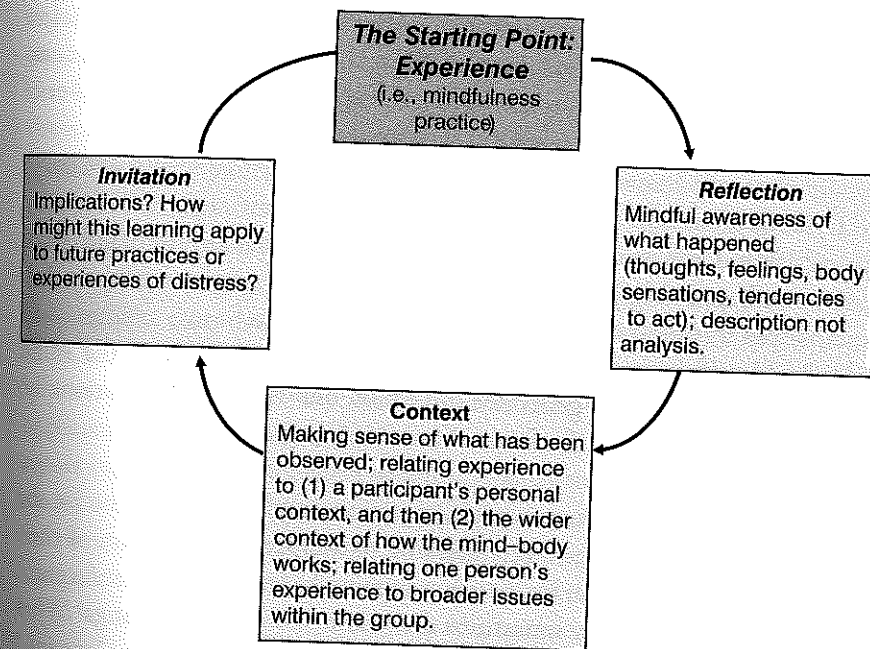 The Starting Point:
Experience
(i.e., mindfulness
practice)
Reflection
Mindful awareness of
what happened
(thoughts, feelings, body
sensations, tendencies
to act); description not
analysis.
Context
Making sense of what has been
observed; relating experience
to (1) a participant's personal
context, and then (2) the wider
context of how the mind–body
works; relating one person's
experience to broader issues
within the group.
Invitation
Implications? How
might this learning apply
to future practices or
experiences of distress?